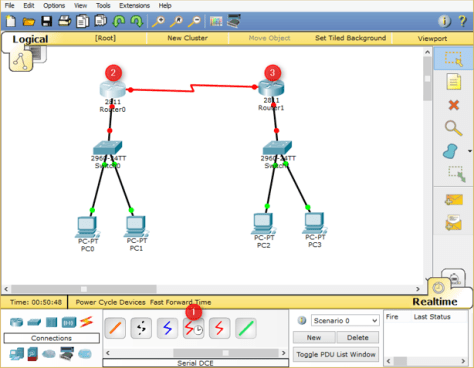 File Edit Options View Tools Extensions Help
Logical [Root] New Cluster Move Object Set Tiled Background Viewport
2 3
2811 2811
Router0 Router1
2960-24TT 2960-24TT
PC-PT PC-PT PC-PT PC-PT
PC0 PC1 PC2 PC3
Time: 00:50:48 Power Cycle Devices Fast Forward Time Realtime
1
Scenario 0 Fire Last Status
Connections New Delete
Toggle PDU List Window
Serial DCE